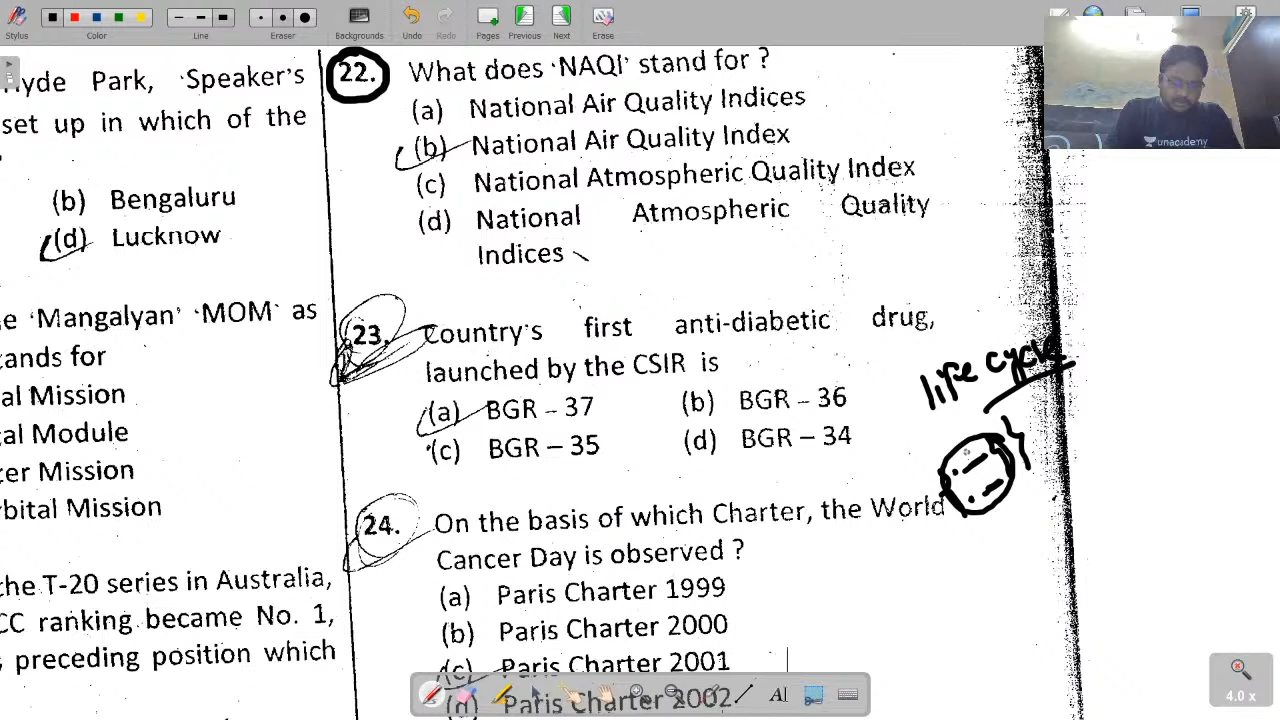 Stylus
Color
Line
Eraser
Backgrounds
Undo
Redo
Pages
Previous
Next
Erase
Hyde Park, 'Speaker's
set up in which of the
(b) Bengaluru
(d) Lucknow
'Mangalyan' 'MOM' as
al Mission
al Module
er Mission
bital Mission
the T-20 series in Australia,
CC ranking became No. 1,
preceding position which
22. What does 'NAQI' stand for ?
(a) National Air Quality Indices
(b) National Air Quality Index
(c) National Atmospheric Quality Index
(d) National Atmospheric Quality
Indices
23. Country's first anti-diabetic drug,
launched by the CSIR is
(a) BGR – 37 (b) BGR – 36
(c) BGR – 35 (d) BGR – 34
24. On the basis of which Charter, the World
Cancer Day is observed ?
(a) Paris Charter 1999
(b) Paris Charter 2000
(c) Paris Charter 2001
(d) Paris Charter 2002
life cycle
unacademy
4.0 x